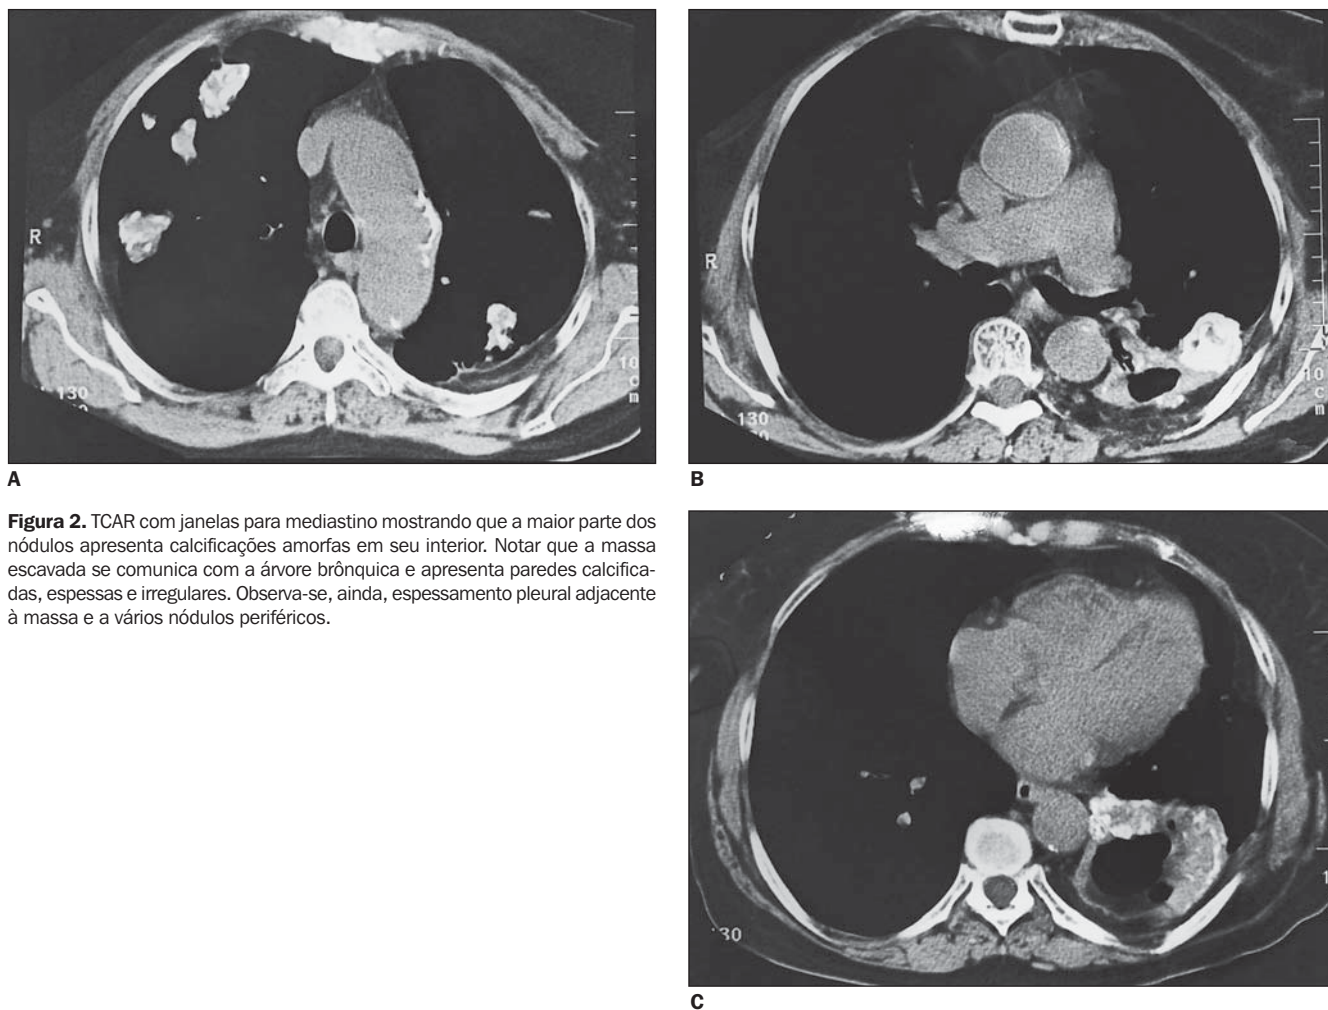 R
130
10
c
m
A
R
130
10
c
m
B
Figura 2. TCAR com janelas para mediastino mostrando que a maior parte dos
nódulos apresenta calcificações amorfas em seu interior. Notar que a massa
escavada se comunica com a árvore brônquica e apresenta paredes calcifica-
das, espessas e irregulares. Observa-se, ainda, espessamento pleural adjacente
à massa e a vários nódulos periféricos.
30
1
C